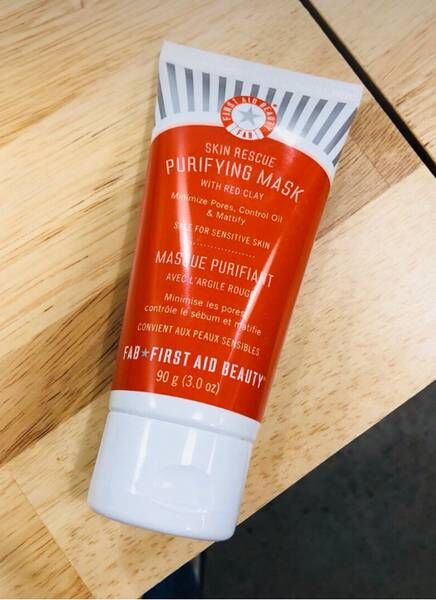 FIRST AID BEAUTY
FAB
SKIN RESCUE
PURIFYING MASK
WITH RED CLAY
Minimize Pores, Control Oil
& Mattify
SAFE FOR SENSITIVE SKIN
MASQUE PURIFIANT
AVEC L'ARGILE ROUGE
Minimise les pores,
contrôle le sébum et matifie
CONVIENT AUX PEAUX SENSIBLES
FAB★FIRST AID BEAUTY
90 g (3.0 oz)